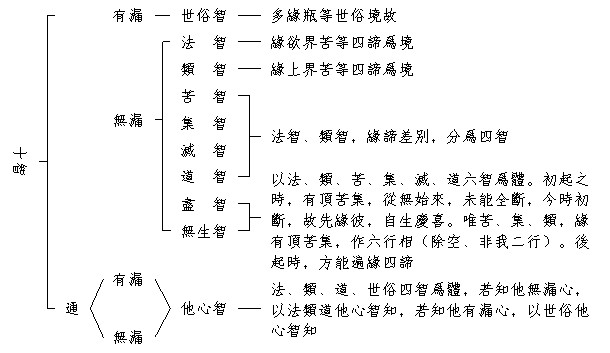 十智
有漏 世俗智 多緣瓶等世俗境故
無漏
法智 緣欲界苦等四諦爲境
類智 緣上界苦等四諦爲境
苦智
集智
滅智
道智
法智、類智，緣諦差別，分爲四智
盡智
無生智
以法、類、苦、集、滅、道六智爲體。初起之
時，有頂苦集，從無始來，未能全斷，今時初
斷，故先緣彼，自生慶喜。唯苦、集、類，緣
有頂苦集，作六行相（除空、非我二行）。後
起時，方能遍緣四諦
通
有漏
無漏
他心智
法、類、道、世俗四智爲體，若知他無漏心，
以法類道他心智知，若知他有漏心，以世俗他
心智知